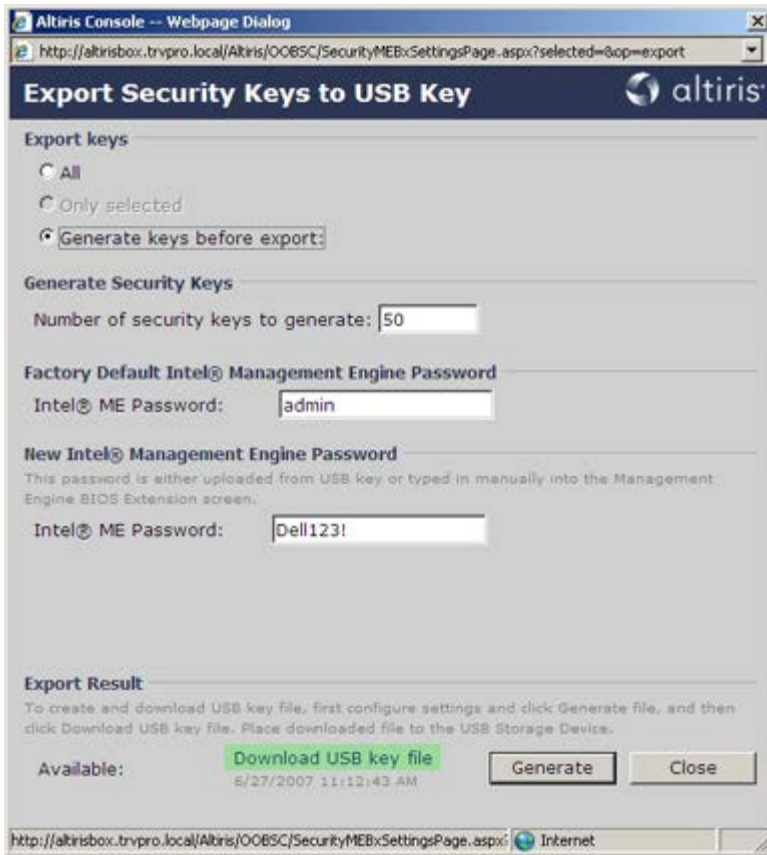 Altiris Console -- Webpage Dialog
http://altirisbox.trvpro.local/Altiris/OOBSC/SecurityMEBxSettingsPage.aspx?selected=&op=export
Export Security Keys to USB Key
altiris
Export keys
All
Only selected
Generate keys before export:
Generate Security Keys
Number of security keys to generate: 50
Factory Default Intel® Management Engine Password
Intel® ME Password: admin
New Intel® Management Engine Password
This password is either uploaded from USB key or typed in manually into the Management
Engine BIOS Extension screen.
Intel® ME Password: Dell123!
Export Result
To create and download USB key file, first configure settings and click Generate file, and then
click Download USB key file. Place downloaded file to the USB Storage Device.
Available: Download USB key file Generate Close
6/27/2007 11:12:43 AM
http://altirisbox.trvpro.local/Altiris/OOBSC/SecurityMEBxSettingsPage.aspx? Internet